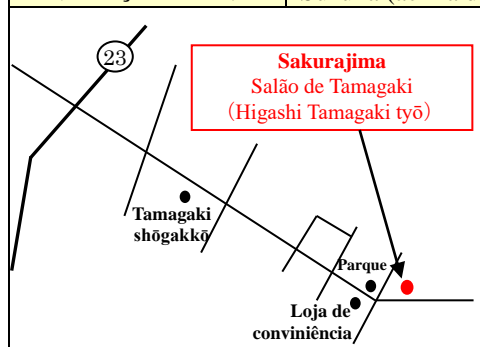 23
Sakurajima
Salão de Tamagaki
(Higashi Tamagaki tyō)
Tamagaki
shōgakkō
Parque
Loja de
conviniência